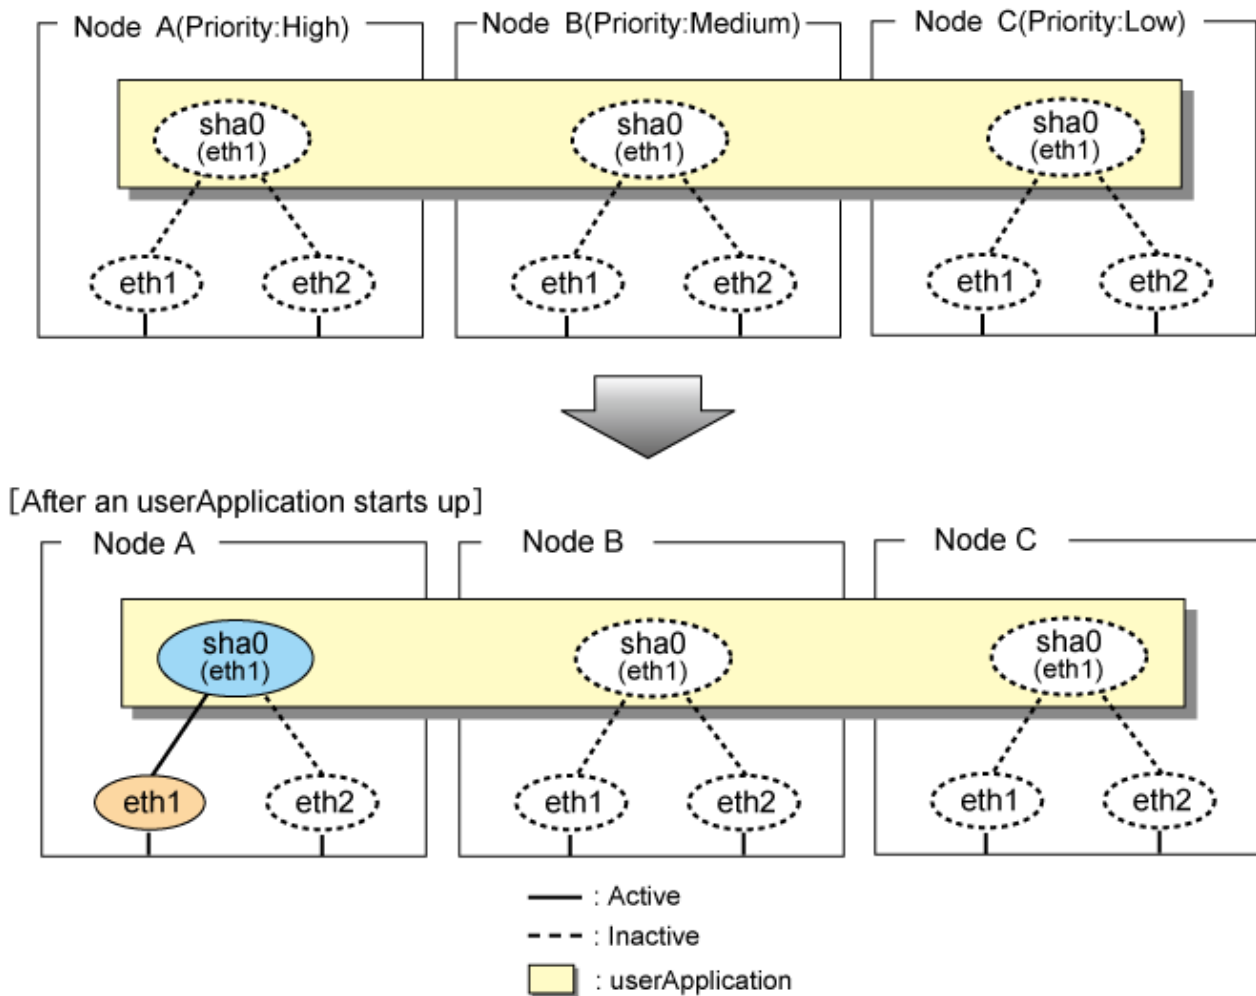 Node A(Priority:High)
Node B(Priority:Medium)
Node C(Priority:Low)
sha0
(eth1)
sha0
(eth1)
sha0
(eth1)
eth1
eth2
eth1
eth2
eth1
eth2
[After an userApplication starts up]
Node A
Node B
Node C
sha0
(eth1)
sha0
(eth1)
sha0
(eth1)
eth1
eth2
eth1
eth2
eth1
eth2
: Active
: Inactive
: userApplication